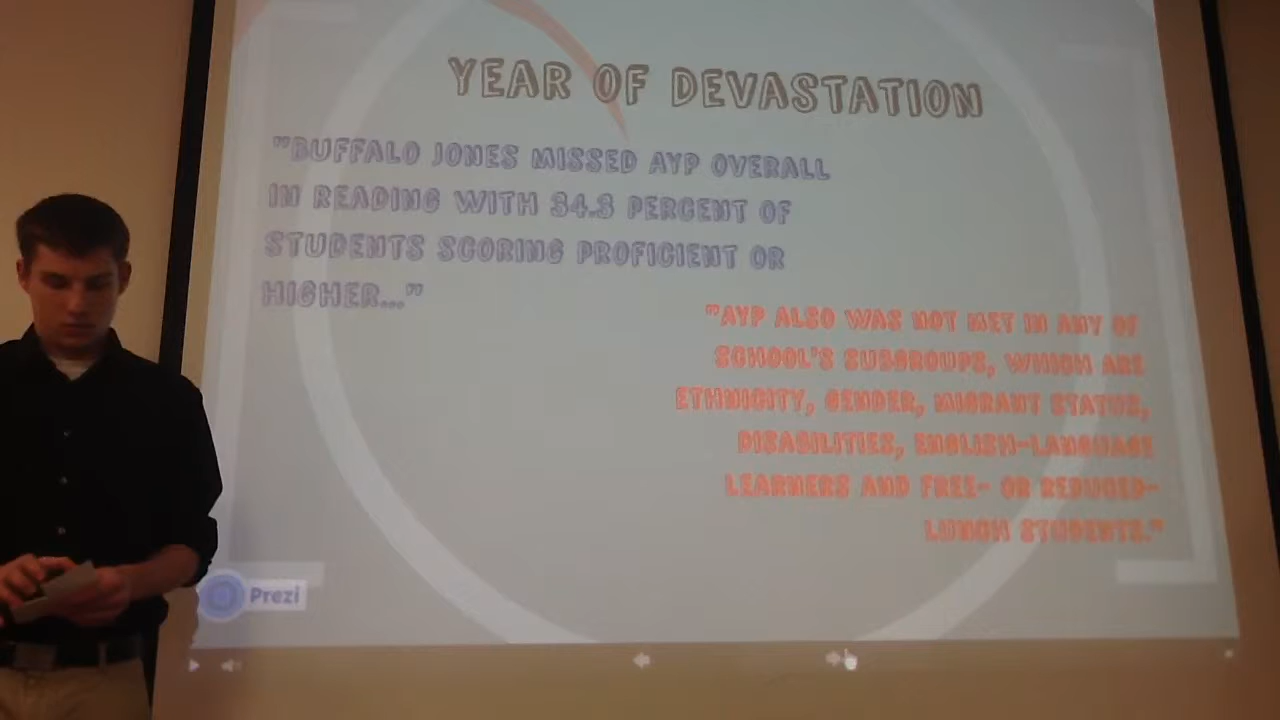 YEAR OF DEVASTATION
"BUFFALO JONES MISSED AYP OVERALL
IN READING WITH 34.3 PERCENT OF
STUDENTS SCORING PROFICIENT OR
HIGHER..."
"AYP ALSO WAS NOT MET IN ANY OF
SCHOOL'S SUBGROUPS, WHICH ARE
ETHNICITY, GENDER, MIGRANT STATUS,
DISABILITIES, ENGLISH-LANGUAGE
LEARNERS AND FREE- OR REDUCED-
LUNCH STUDENTS."
Prezi